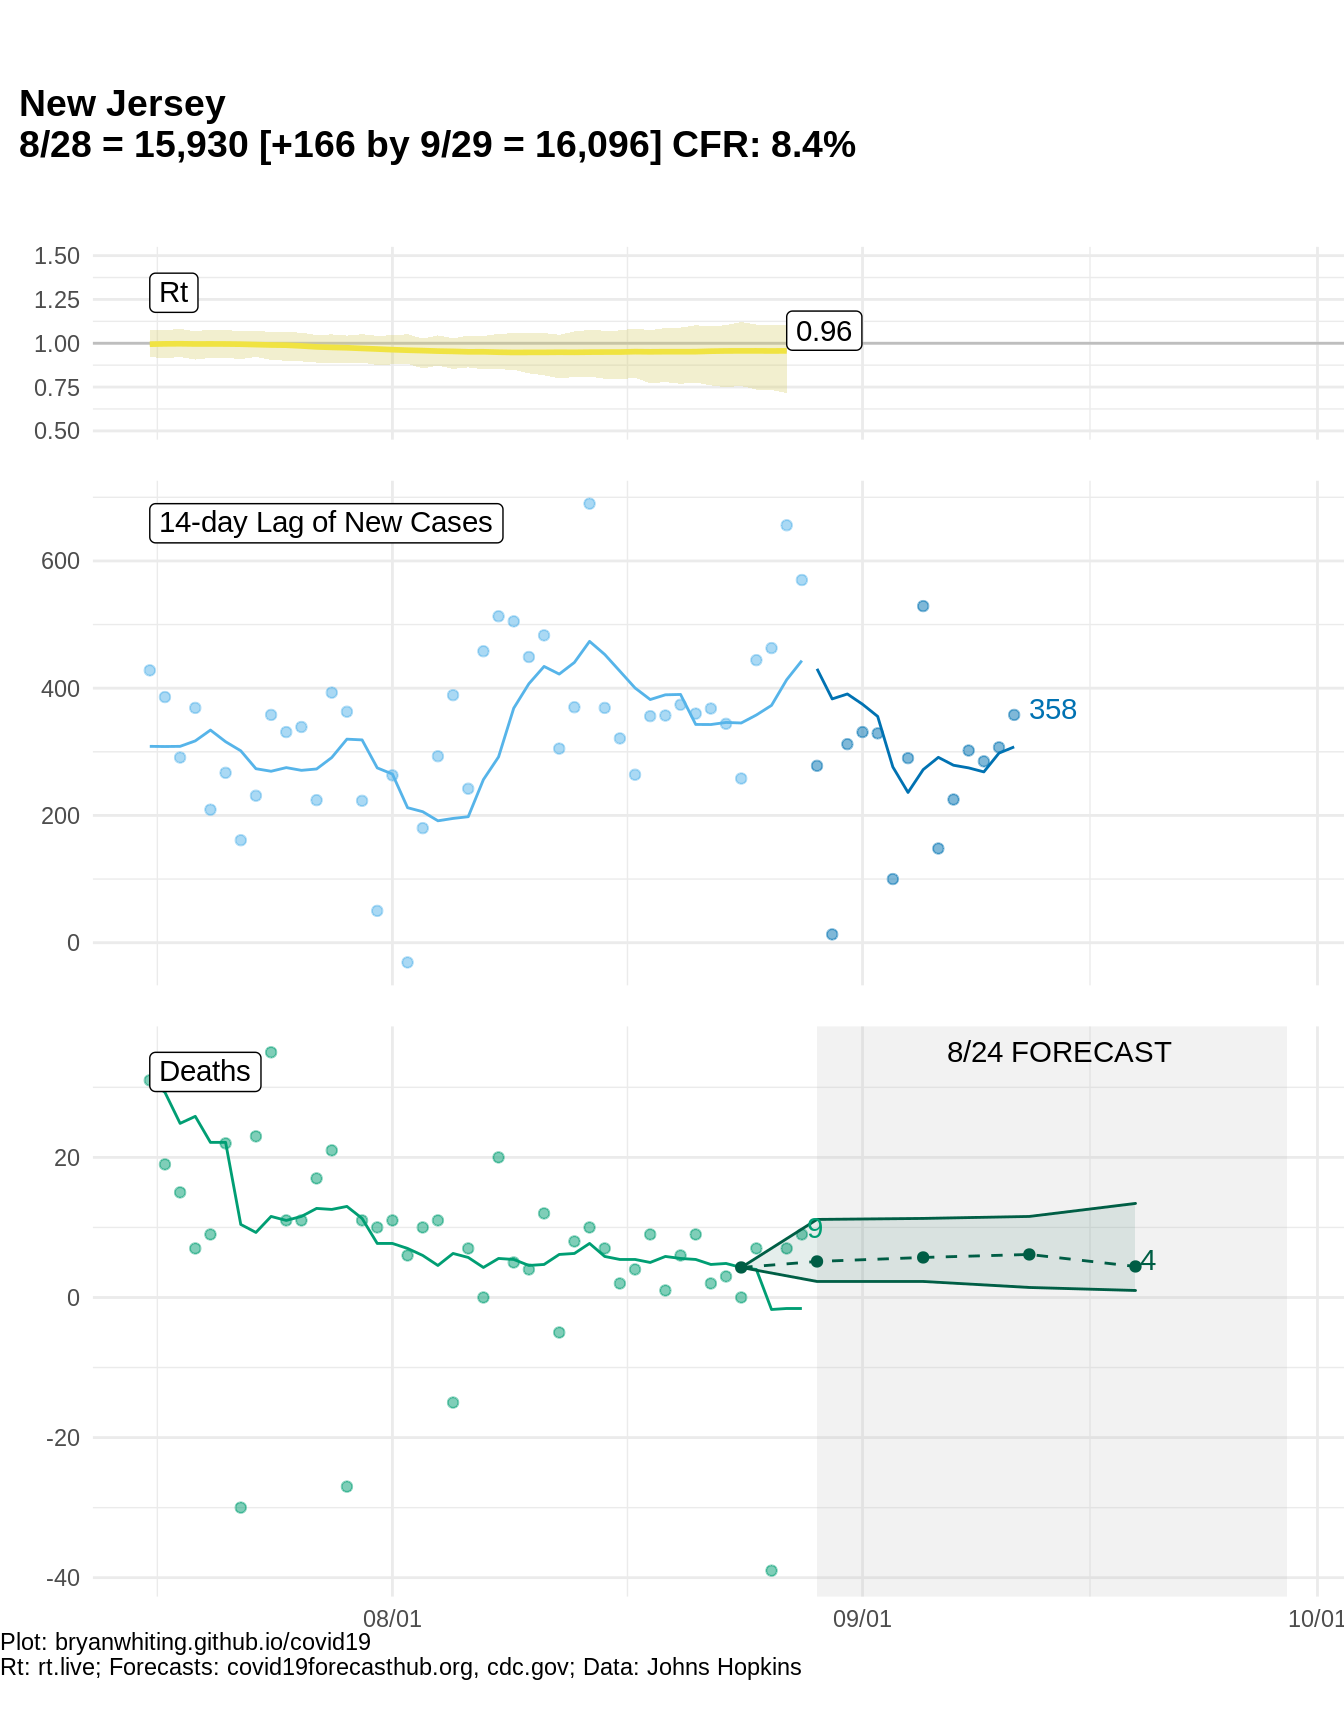 New Jersey
8/28 = 15,930 [+166 by 9/29 = 16,096] CFR: 8.4%
1.50
1.25
1.00
0.75
0.50
Rt
0.96
14-day Lag of New Cases
600
400
200
0
358
Deaths
8/24 FORECAST
20
0
-20
-40
9
4
08/01
09/01
10/01
Plot: bryanwhiting.github.io/covid19
Rt: rt.live; Forecasts: covid19forecasthub.org, cdc.gov; Data: Johns Hopkins